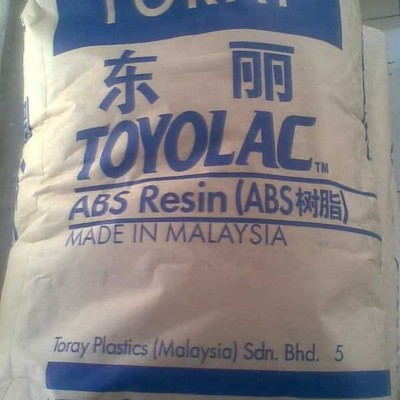 TORAY
东丽
TOYOLAC™
ABS Resin (ABS树脂)
MADE IN MALAYSIA
Toray Plastics (Malaysia) Sdn. Bhd. 5